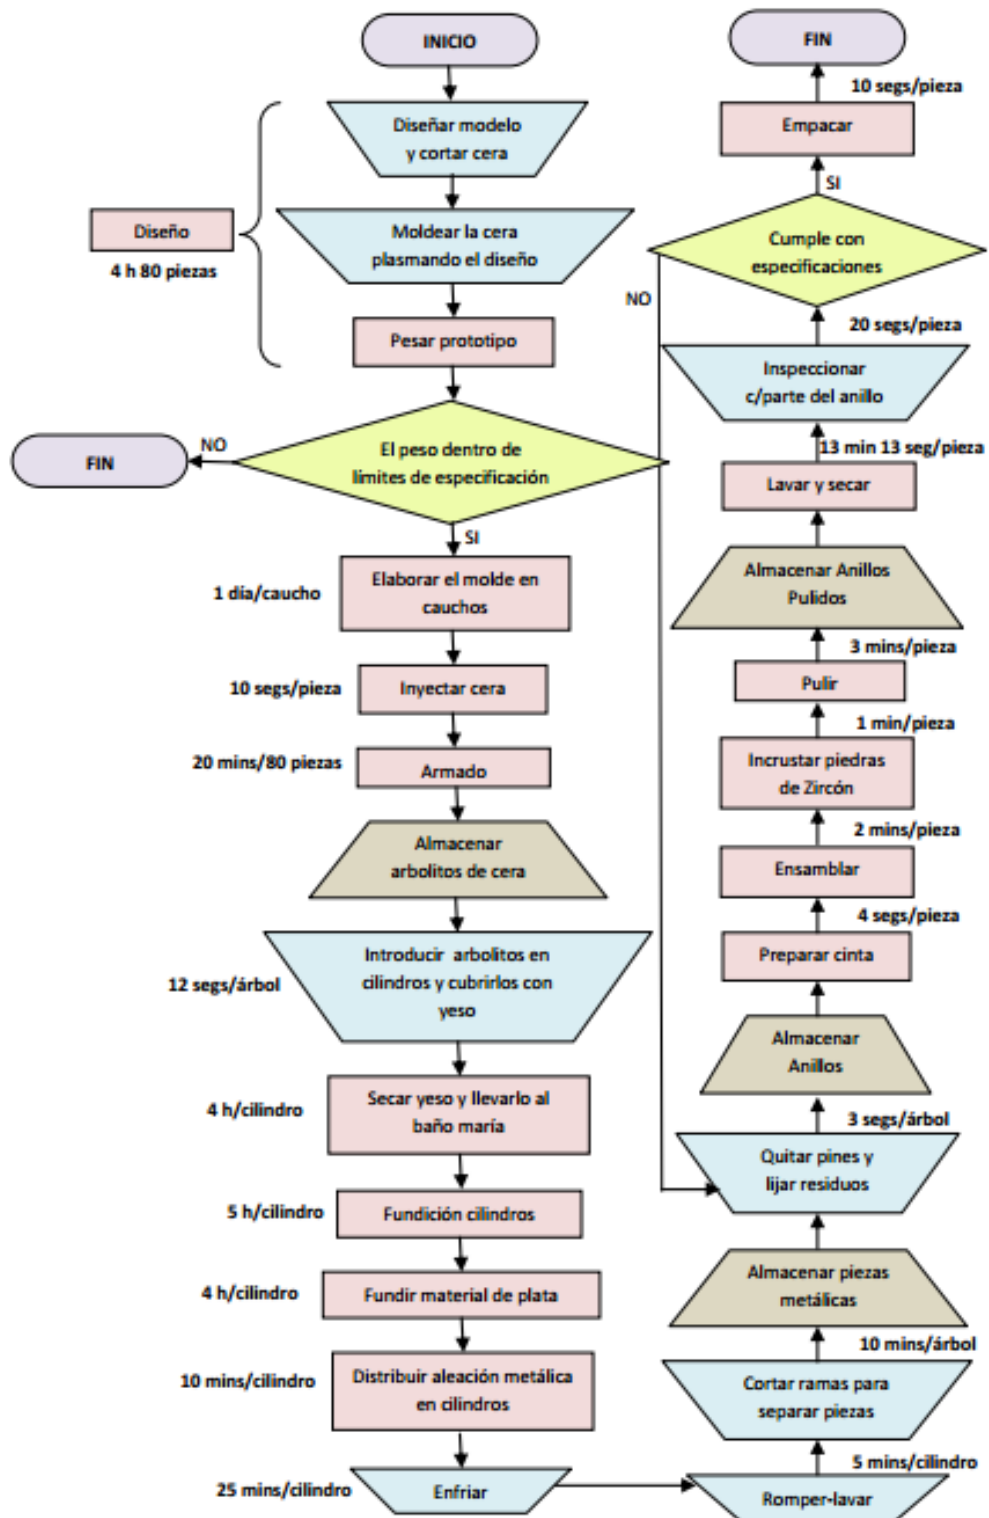 INICIO
Diseñar modelo
y cortar cera
Diseño
4 h 80 piezas
Moldear la cera
plasmando el diseño
Pesar prototipo
El peso dentro de
límites de especificación
NO
FIN
SI
1 día/caucho
Elaborar el molde en
cauchos
10 segs/pieza
Inyectar cera
20 mins/80 piezas
Armado
Almacenar
arbolitos de cera
12 segs/árbol
Introducir arbolitos en
cilindros y cubrirlos con
yeso
4 h/cilindro
Secar yeso y llevarlo al
baño maría
5 h/cilindro
Fundición cilindros
4 h/cilindro
Fundir material de plata
10 mins/cilindro
Distribuir aleación metálica
en cilindros
25 mins/cilindro
Enfriar
Romper-lavar
5 mins/cilindro
Cortar ramas para
separar piezas
10 mins/árbol
Almacenar piezas
metálicas
Quitar pines y
lijar residuos
3 segs/árbol
Almacenar
Anillos
Preparar cinta
4 segs/pieza
Ensamblar
2 mins/pieza
Incrustar piedras
de Zircón
1 min/pieza
Pulir
3 mins/pieza
Almacenar Anillos
Pulidos
Lavar y secar
13 min 13 seg/pieza
Inspeccionar
c/parte del anillo
20 segs/pieza
Cumple con
especificaciones
NO
SI
Empacar
10 segs/pieza
FIN